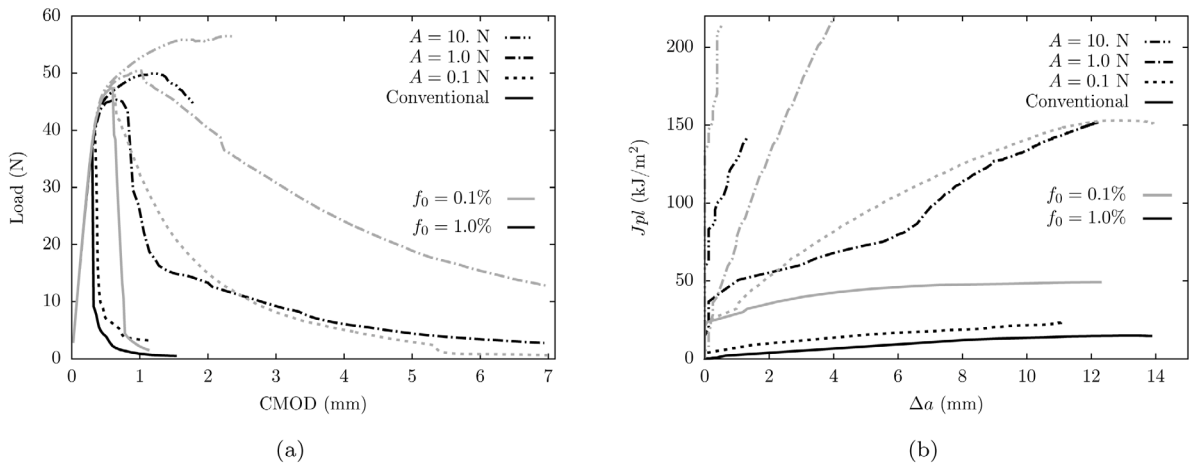 60
50
40
30
20
10
0
Load (N)
0 1 2 3 4 5 6 7
CMOD (mm)
A = 10. N
A = 1.0 N
A = 0.1 N
Conventional
f₀ = 0.1%
f₀ = 1.0%
(a)
200
150
100
50
0
Jpl (kJ/m²)
0 2 4 6 8 10 12 14
Δa (mm)
A = 10. N
A = 1.0 N
A = 0.1 N
Conventional
f₀ = 0.1%
f₀ = 1.0%
(b)